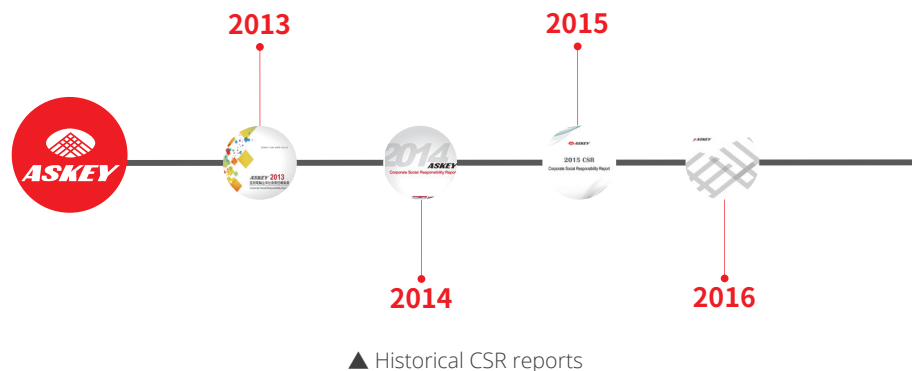 2013
2015
ASKEY
ASKEY 2013
2014
ASKEY
Corporate Social Responsibility Report
ASKEY
2015 CSR
Corporate Social Responsibility Report
ASKEY
2014
2016
▲ Historical CSR reports